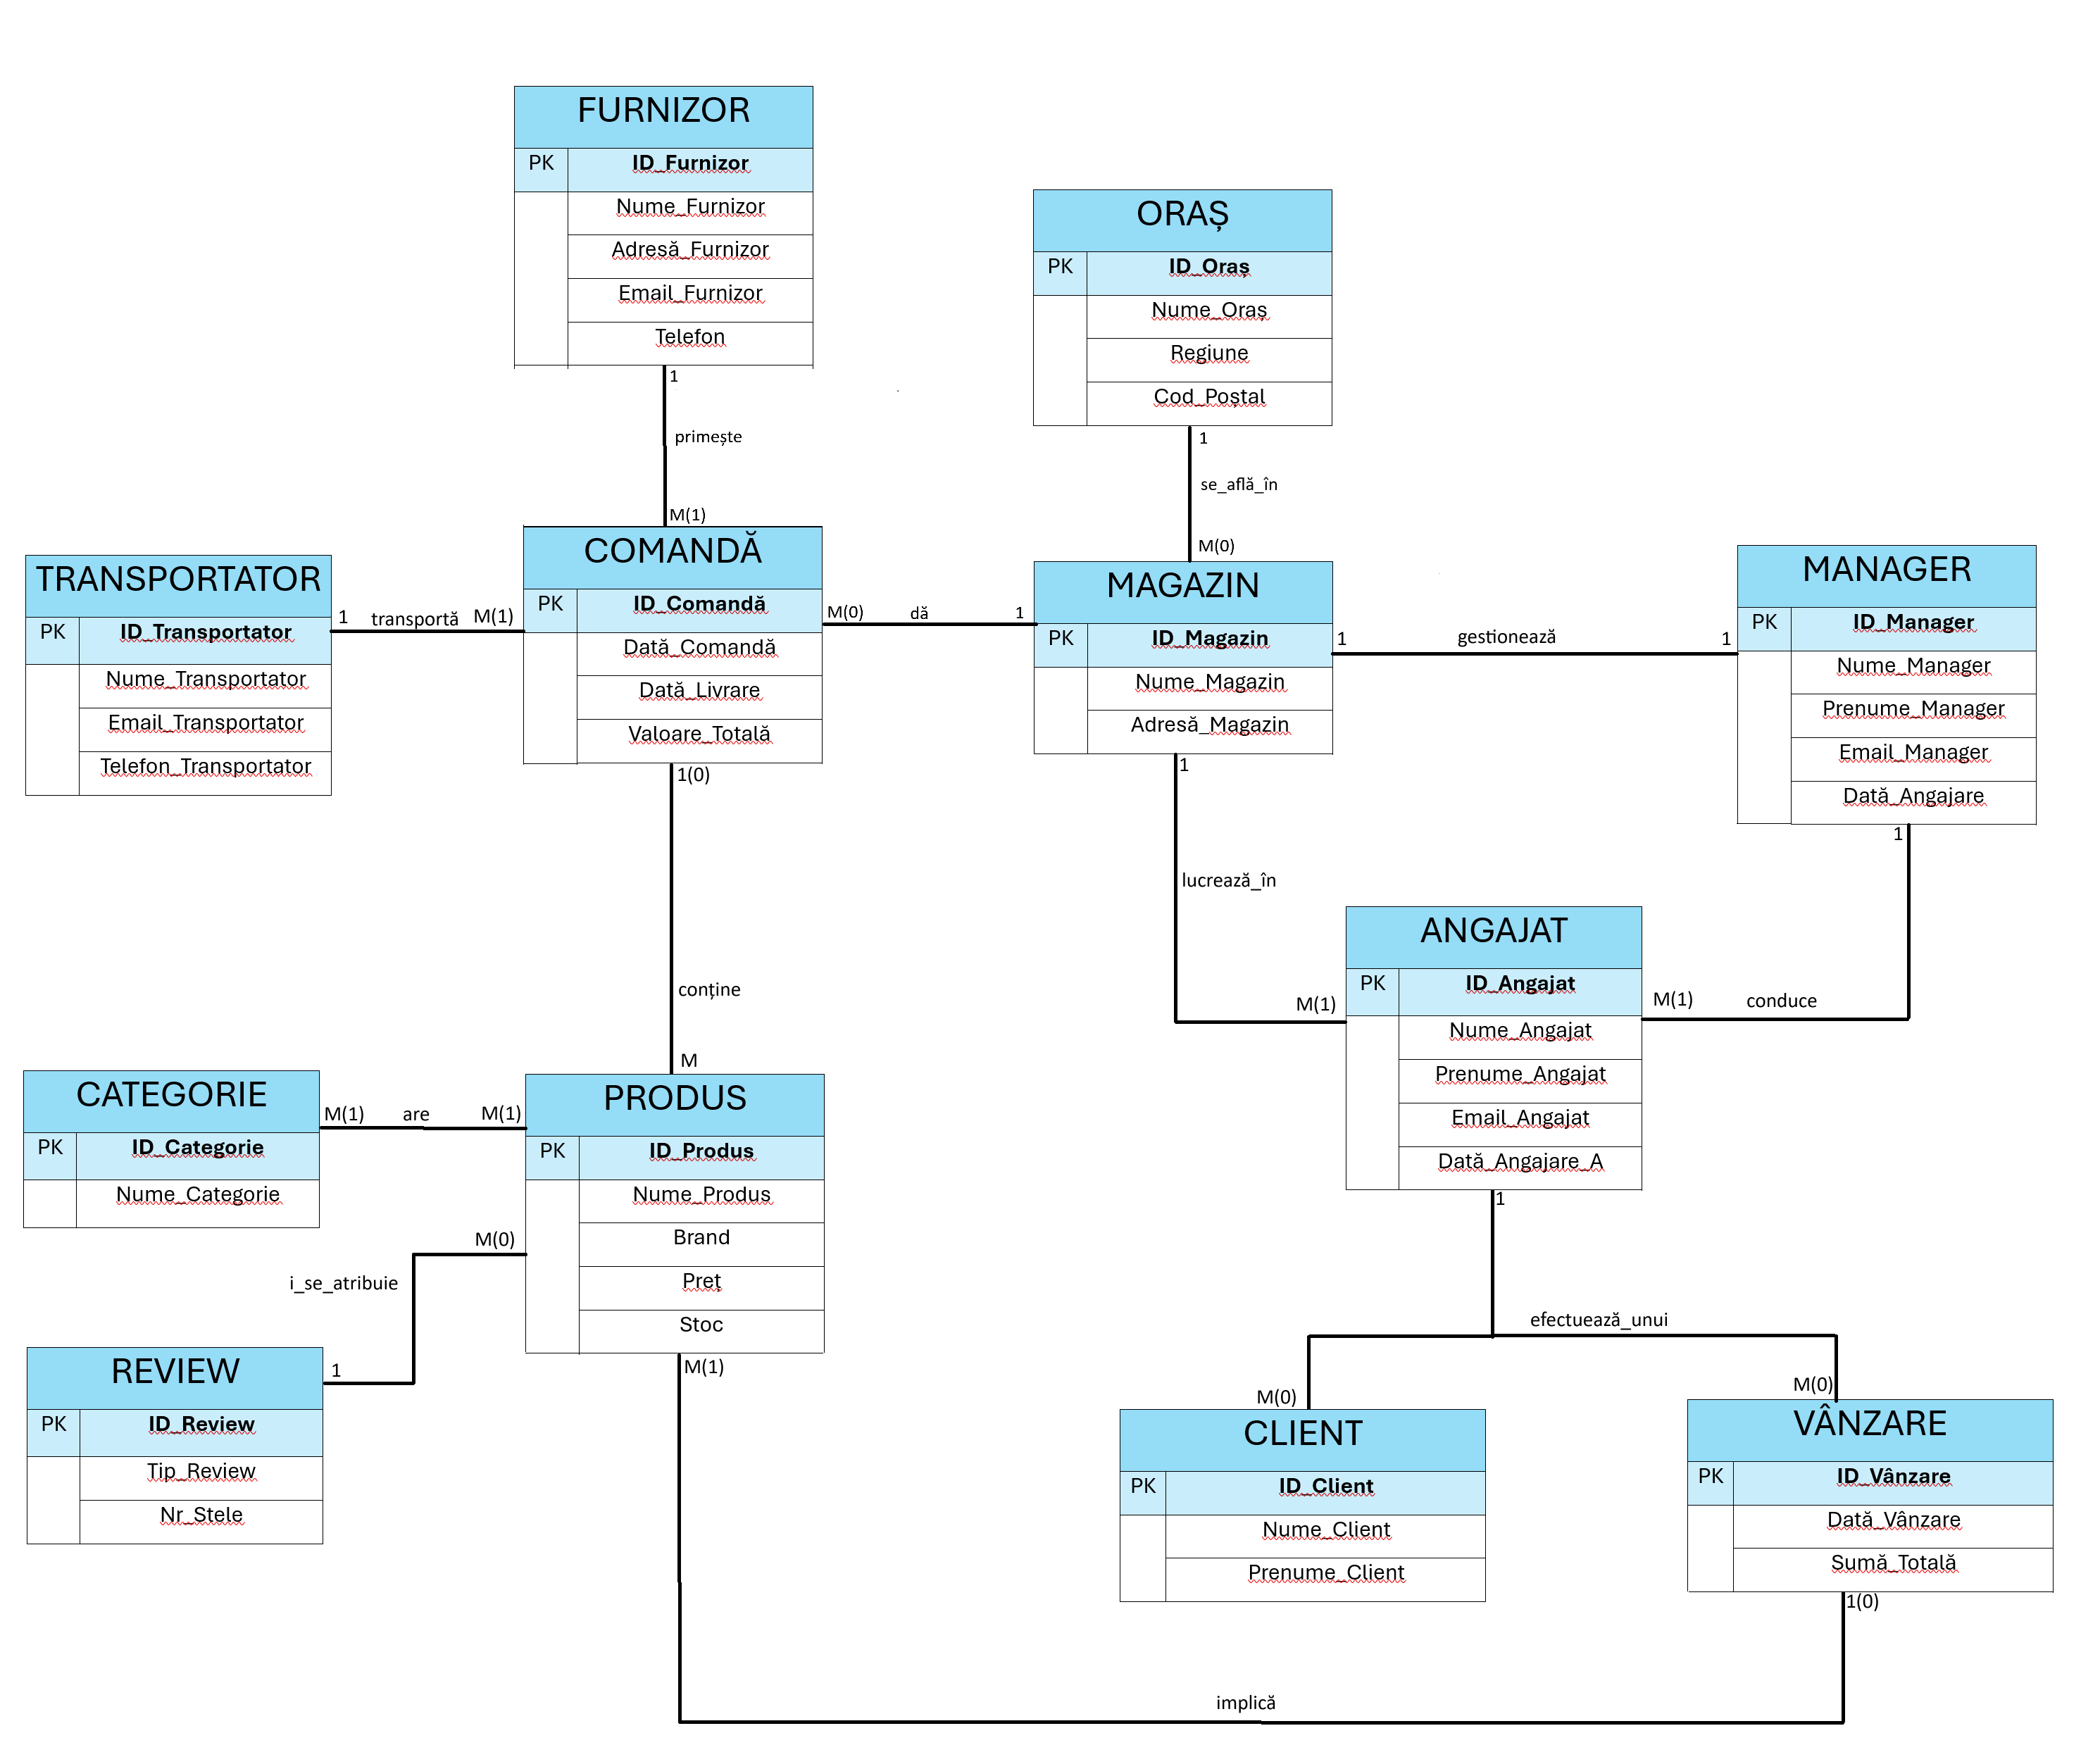 FURNIZOR
PK ID_Furnizor
Nume_Furnizor
Adresă_Furnizor
Email_Furnizor
Telefon
1
primește
M(1)
ORAȘ
PK ID_Oraș
Nume_Oraș
Regiune
Cod_Poștal
1
se_află_în
M(0)
TRANSPORTATOR
PK ID_Transportator
Nume_Transportator
Email_Transportator
Telefon_Transportator
1 transportă M(1)
COMANDĂ
PK ID_Comandă
Dată_Comandă
Dată_Livrare
Valoare_Totală
M(0) dă 1
MAGAZIN
PK ID_Magazin
Nume_Magazin
Adresă_Magazin
1 gestionează 1
MANAGER
PK ID_Manager
Nume_Manager
Prenume_Manager
Email_Manager
Dată_Angajare
1(0)
conține
M
1
lucrează_în
M(1)
1
M(1) conduce
ANGAJAT
PK ID_Angajat
Nume_Angajat
Prenume_Angajat
Email_Angajat
Dată_Angajare_A
CATEGORIE
PK ID_Categorie
Nume_Categorie
M(1) are M(1)
PRODUS
PK ID_Produs
Nume_Produs
Brand
Preț
Stoc
M(0)
i_se_atribuie
1
REVIEW
PK ID_Review
Tip_Review
Nr_Stele
1
efectuează_unui
M(0)
M(0)
CLIENT
PK ID_Client
Nume_Client
Prenume_Client
VÂNZARE
PK ID_Vânzare
Dată_Vânzare
Sumă_Totală
M(1)
implică
1(0)